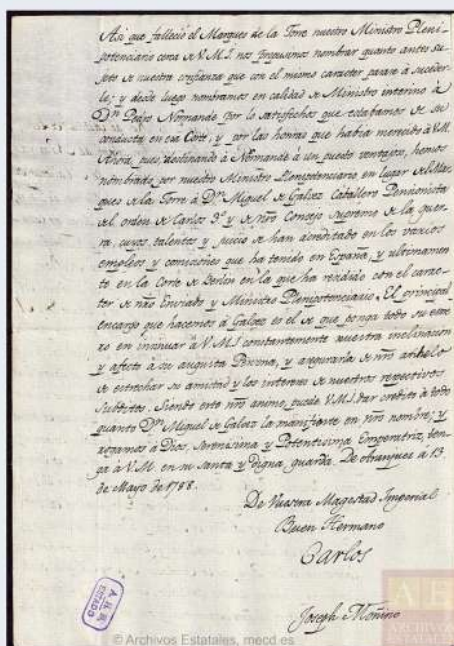 Asi que falleció el Marques de la Torre nuestro Ministro Pleni-
potenciario cerca de V.M.I. nos propusimos nombrar quanto antes su-
jeto de nuestra confianza que con el mismo caracter pasase à suceder-
le; y desde luego nombramos en calidad de Ministro interino à
Dn. Pedro Normande por lo satisfechos que estabamos de su
conducta en esa Corte, y por las honras que habia merecido à V.M.
Ahora, pues, destinando à Normande à un puesto ventajoso, hemos
nombrado por nuestro Ministro Plenipotenciario, en lugar del Mar-
ques de la Torre à Dn. Miguel de Galvez Caballero Pensionista
del orden de Carlos 3º. y de nro Consejo Supremo de la guer-
ra, cuyos talentos y juicio se han acreditado en los varios
empleos y comisiones que ha tenido en España, y ultimamen-
te en la Corte de Berlin en la que ha residido con el carac-
ter de nro Enviado y Ministro Plenipotenciario. El principal
encargo que hacemos à Galvez es el de que ponga todo su esme-
ro en insinuar à V.M.I. constantemente nuestra inclinacion
y afecto à su augusta Persona, y asegurarla de nro anhelo
de estrechar su amistad y los intereses de nuestros respectivos
subditos. Siendo este nro animo, puede V.M.I. dar credito à todo
quanto Dn. Miguel de Galvez la manifieste en nro nombre; y
rogamos à Dios, Serenisima y Potentisima Emperatriz, ten-
ga à V.M. en su santa y digna guarda. De Aranjuez a 13
de Mayo de 1788.
De Vuestra Magestad Imperial
Buen Hermano
Carlos
Joseph Moñino
A.H.N.
ESTADO
ARCHIVOS
ESTATALES
© Archivos Estatales, mecd.es